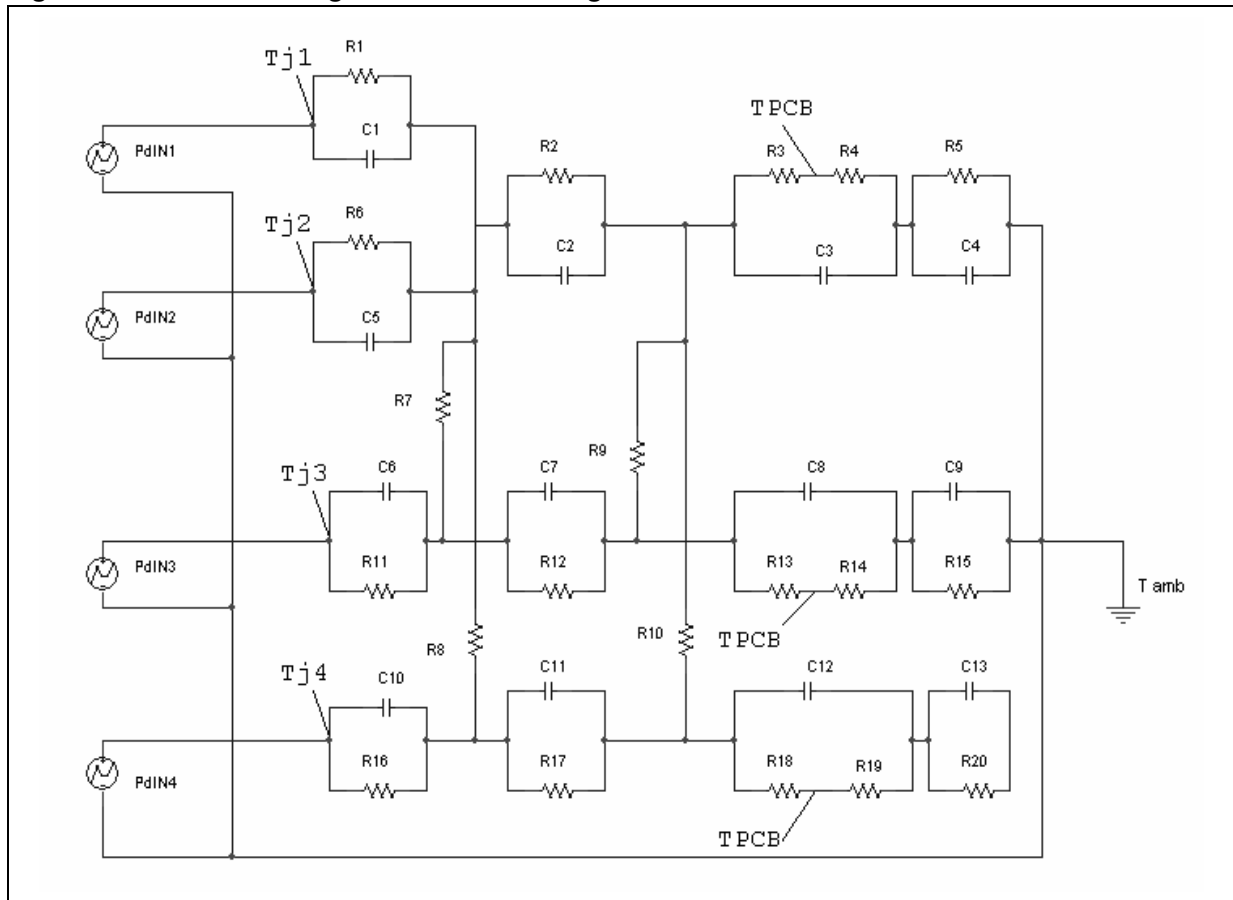 R1
Tj1
C1
TPCB
PdIN1
R2
R3
R4
R5
R6
Tj2
C2
C3
C4
PdIN2
C5
R7
R9
C6
C7
C8
C9
Tj3
PdIN3
R11
R12
R13
R14
R15
T amb
R8
R10
TPCB
Tj4
C10
C11
C12
C13
PdIN4
R16
R17
R18
R19
R20
TPCB